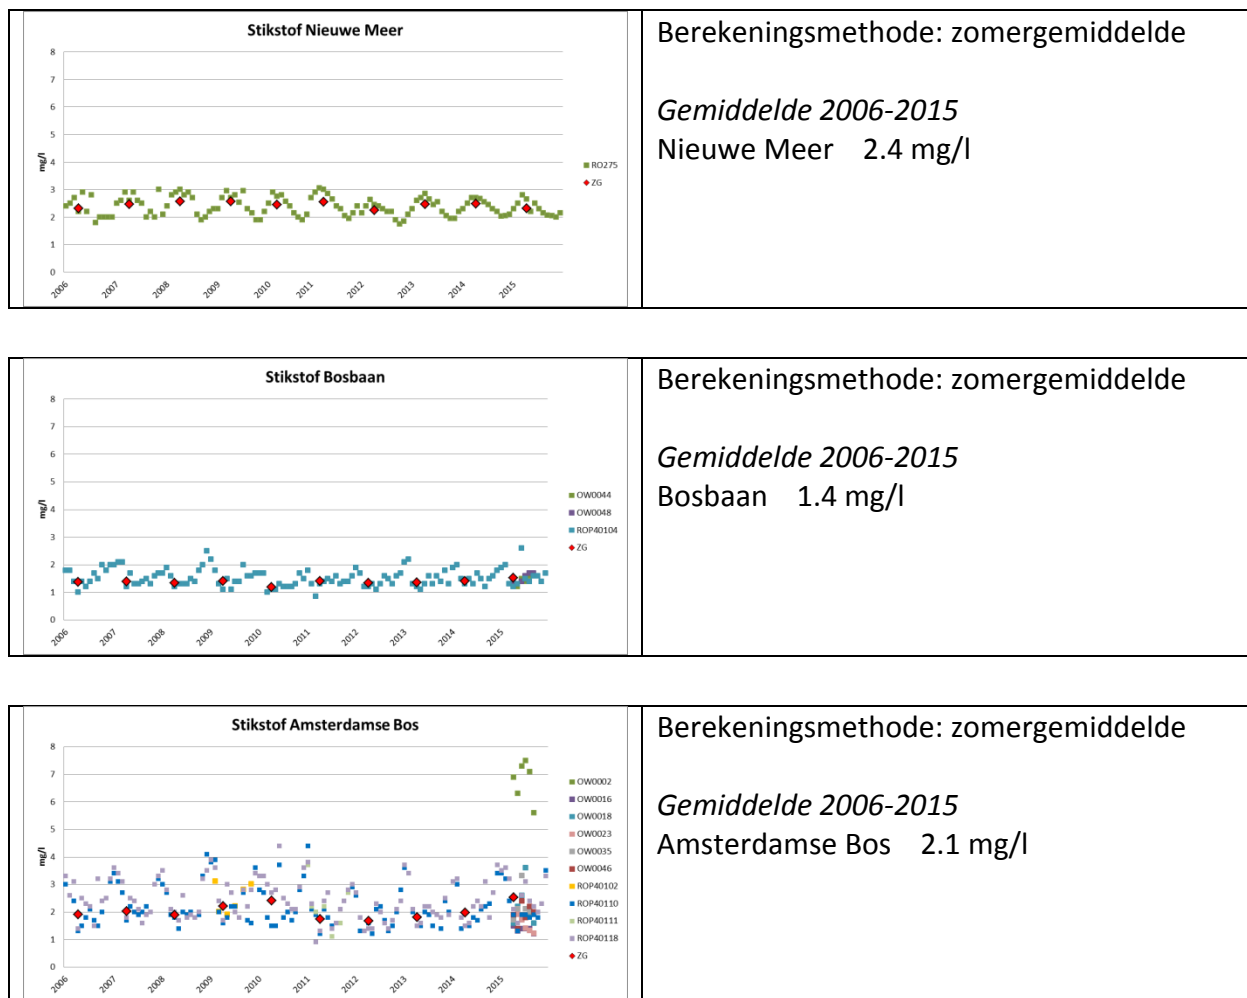 Stikstof Nieuwe Meer
8
7
6
5
4
3
2
1
0
mg/l
2006 2007 2008 2009 2010 2011 2012 2013 2014 2015
RO275
ZG
Berekeningsmethode: zomergemiddelde
Gemiddelde 2006-2015
Nieuwe Meer 2.4 mg/l
Stikstof Bosbaan
8
7
6
5
4
3
2
1
0
mg/l
2006 2007 2008 2009 2010 2011 2012 2013 2014 2015
OW0044
OW0048
ROP40104
ZG
Berekeningsmethode: zomergemiddelde
Gemiddelde 2006-2015
Bosbaan 1.4 mg/l
Stikstof Amsterdamse Bos
8
7
6
5
4
3
2
1
0
mg/l
2006 2007 2008 2009 2010 2011 2012 2013 2014 2015
OW0002
OW0016
OW0018
OW0023
OW0035
OW0046
ROP40102
ROP40110
ROP40111
ROP40118
ZG
Berekeningsmethode: zomergemiddelde
Gemiddelde 2006-2015
Amsterdamse Bos 2.1 mg/l